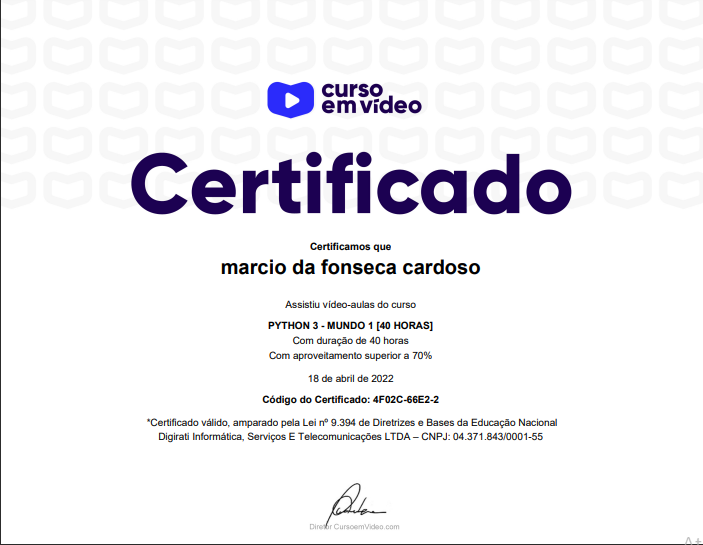 curso
em vídeo
Certificado
Certificamos que
marcio da fonseca cardoso
Assistiu vídeo-aulas do curso
PYTHON 3 - MUNDO 1 [40 HORAS]
Com duração de 40 horas
Com aproveitamento superior a 70%
18 de abril de 2022
Código do Certificado: 4F02C-66E2-2
*Certificado válido, amparado pela Lei nº 9.394 de Diretrizes e Bases da Educação Nacional
Digirati Informática, Serviços E Telecomunicações LTDA – CNPJ: 04.371.843/0001-55
Diretor CursoemVideo.com